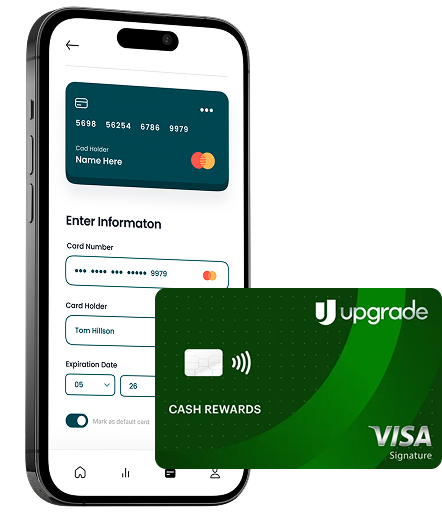 5698 56254 6786 9979
Cad Holder
Name Here
Enter Informaton
Card Number
•••• •••• ••• ••••• 9979
Card Holder
Tom Hillson
Expiration Date
05 26
Mark as default card
upgrade
CASH REWARDS
VISA
Signature